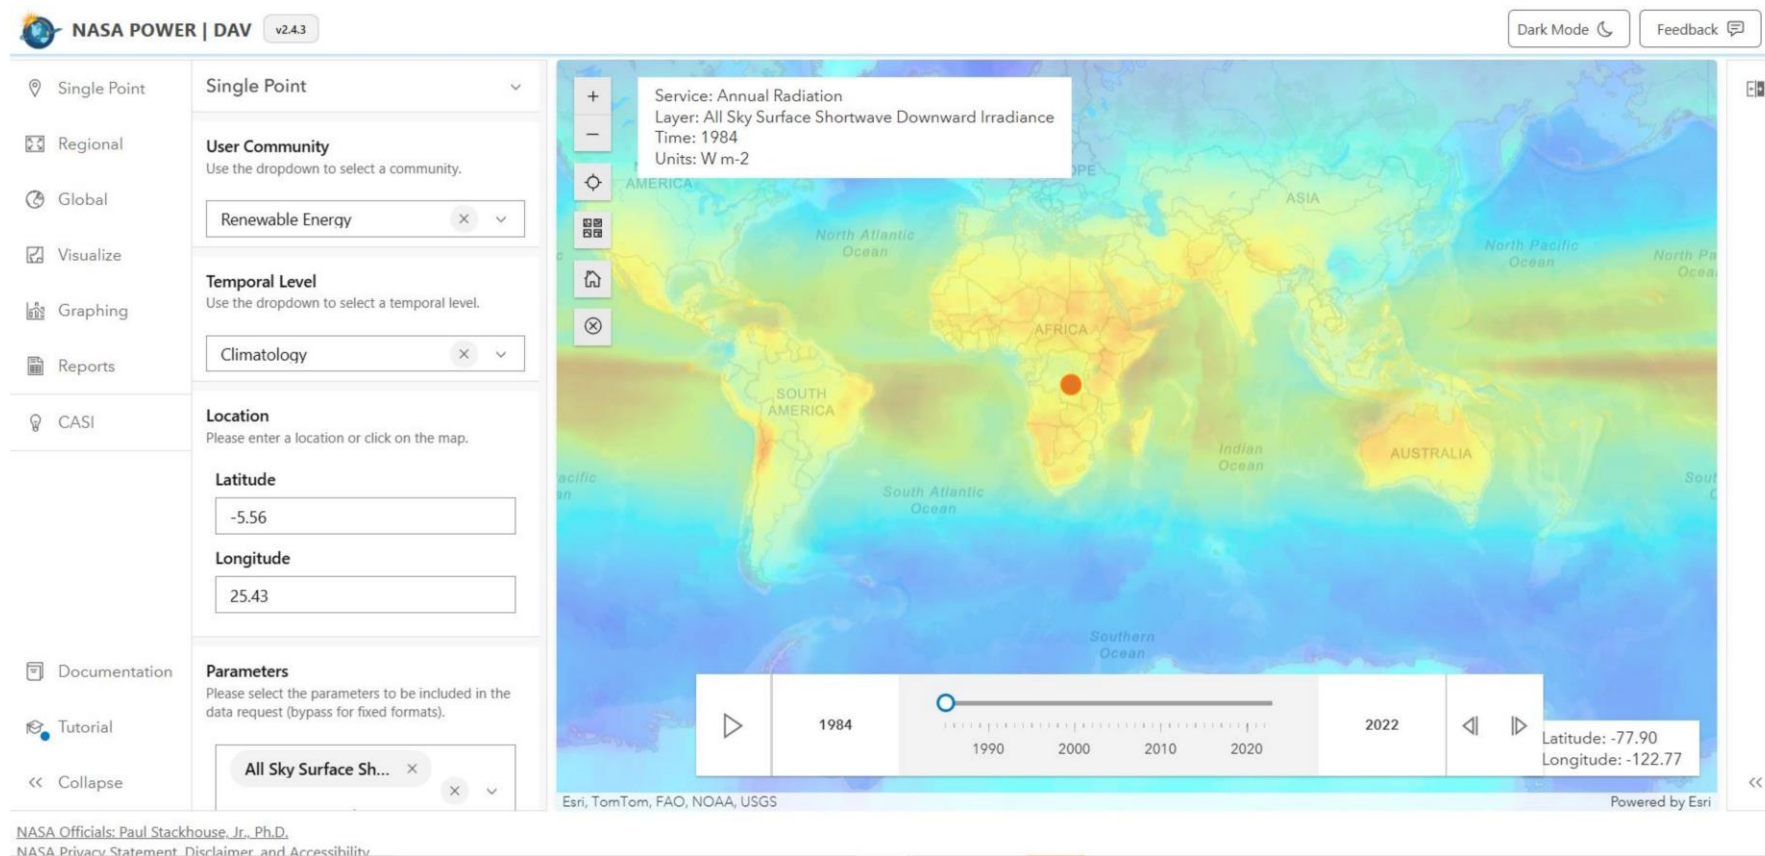 NASA POWER | DAV
v2.4.3
Dark Mode
Feedback
Single Point
Regional
Global
Visualize
Graphing
Reports
CASI
Documentation
Tutorial
Collapse
Single Point
User Community
Use the dropdown to select a community.
Renewable Energy
Temporal Level
Use the dropdown to select a temporal level.
Climatology
Location
Please enter a location or click on the map.
Latitude
-5.56
Longitude
25.43
Parameters
Please select the parameters to be included in the
data request (bypass for fixed formats).
All Sky Surface Sh...
Service: Annual Radiation
Layer: All Sky Surface Shortwave Downward Irradiance
Time: 1984
Units: W m-2
AMERICA
ASIA
North Atlantic
Ocean
North Pacific
Ocean
AFRICA
SOUTH
AMERICA
Indian
Ocean
AUSTRALIA
South Atlantic
Ocean
Southern
Ocean
1984
1990
2000
2010
2020
2022
Latitude: -77.90
Longitude: -122.77
Esri, TomTom, FAO, NOAA, USGS
Powered by Esri
NASA Officials: Paul Stackhouse, Jr., Ph.D.
NASA Privacy Statement, Disclaimer, and Accessibility